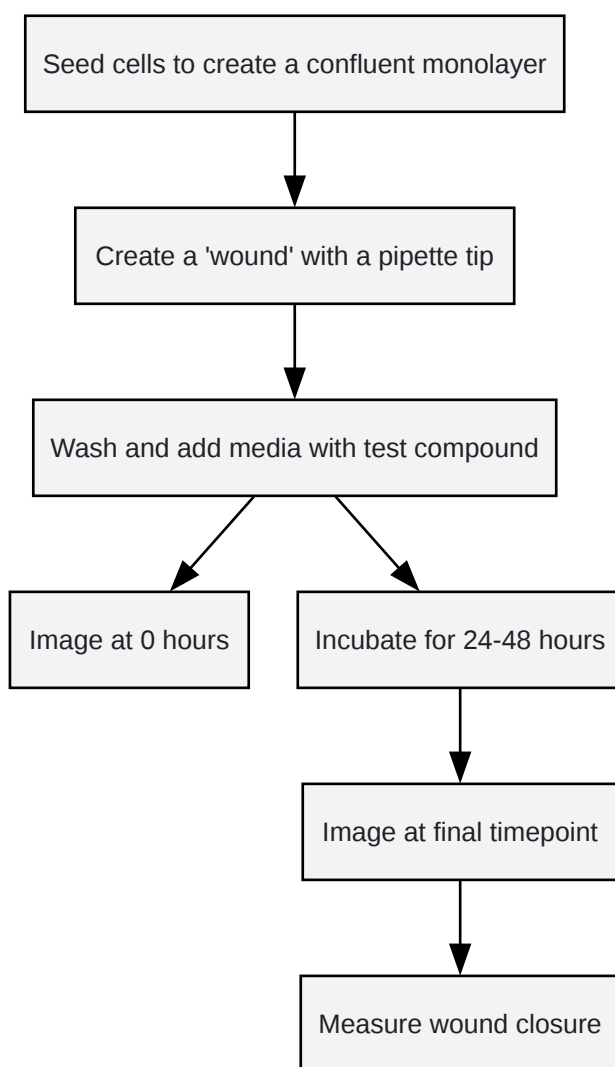 Seed cells to create a confluent monolayer
Create a 'wound' with a pipette tip
Wash and add media with test compound
Image at 0 hours
Incubate for 24-48 hours
Image at final timepoint
Measure wound closure